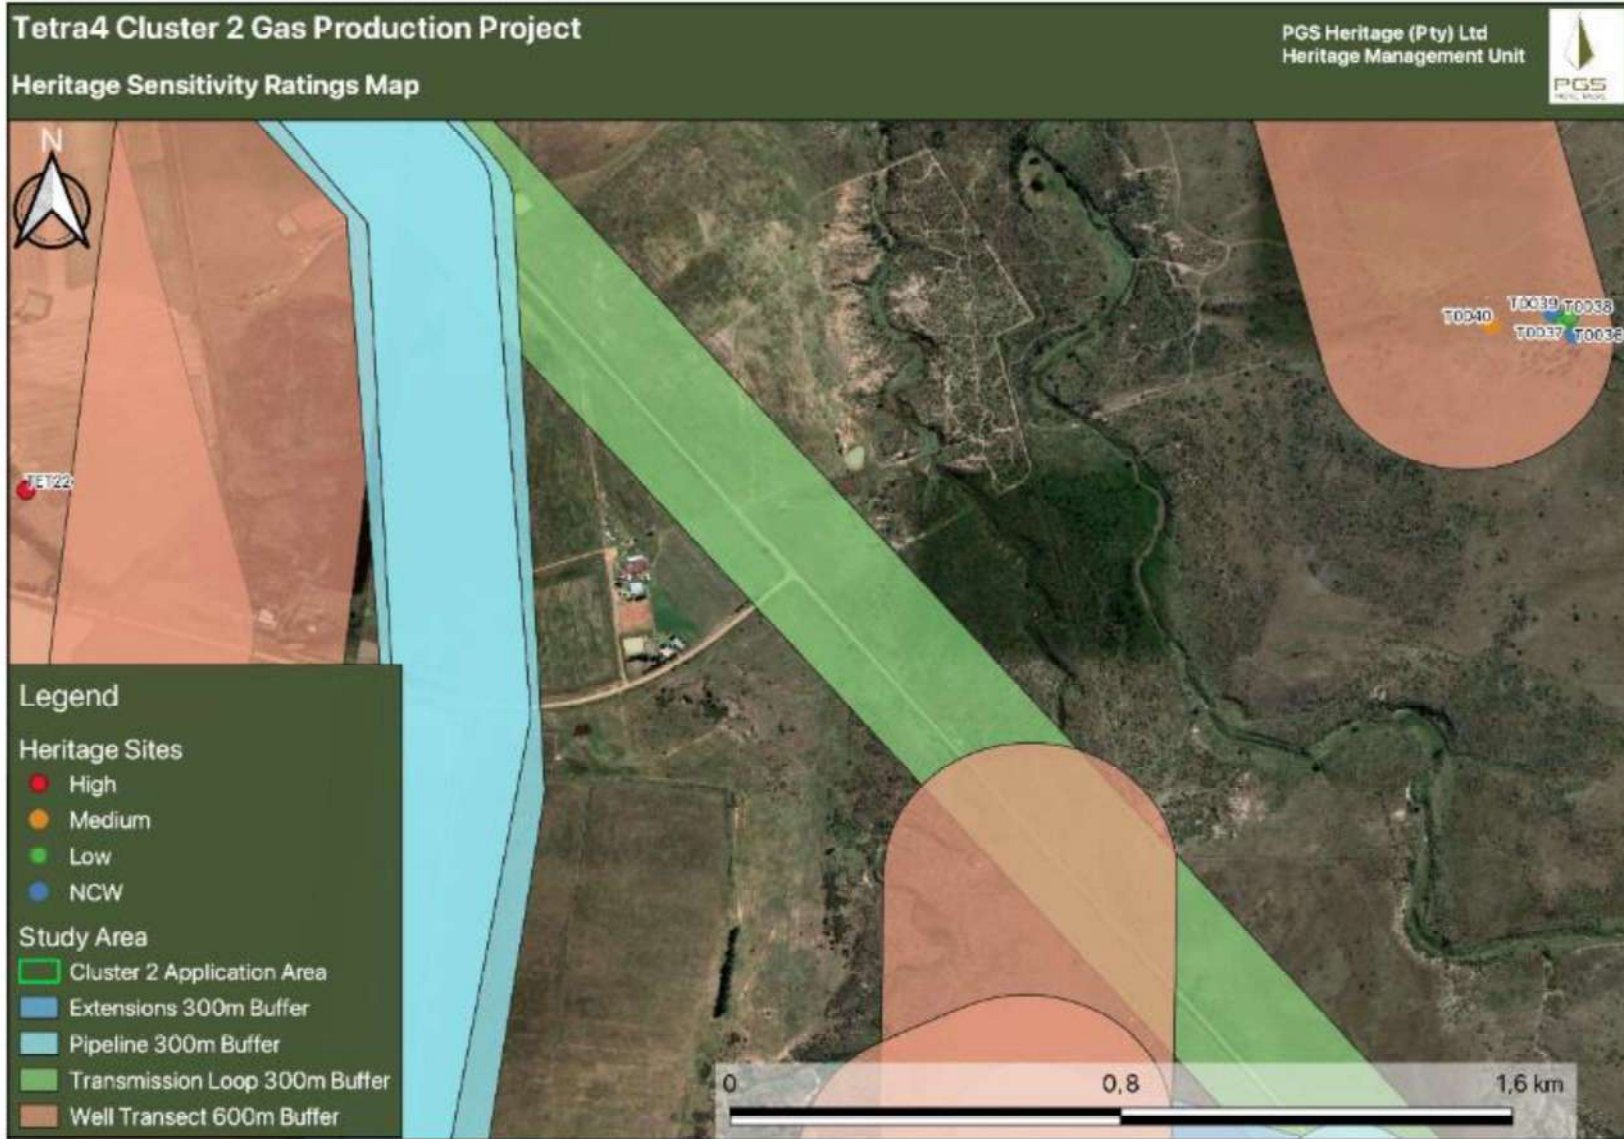 Tetra4 Cluster 2 Gas Production Project
Heritage Sensitivity Ratings Map
PGS Heritage (Pty) Ltd
Heritage Management Unit
PGS
N
T0039
T0038
T0040
T0037
T0036
TET22
Legend
Heritage Sites
High
Medium
Low
NCW
Study Area
Cluster 2 Application Area
Extensions 300m Buffer
Pipeline 300m Buffer
Transmission Loop 300m Buffer
Well Transect 600m Buffer
0
0,8
1,6 km